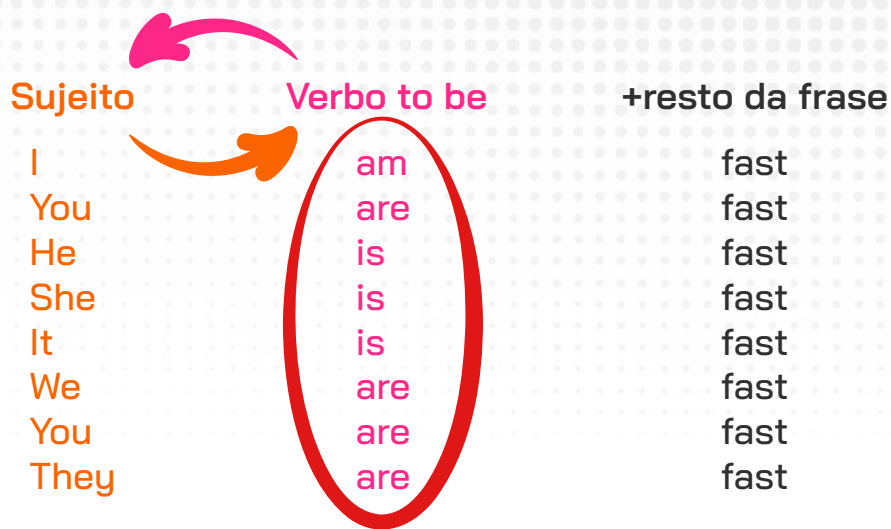 Sujeito Verbo to be +resto da frase
I am fast
You are fast
He is fast
She is fast
It is fast
We are fast
You are fast
They are fast